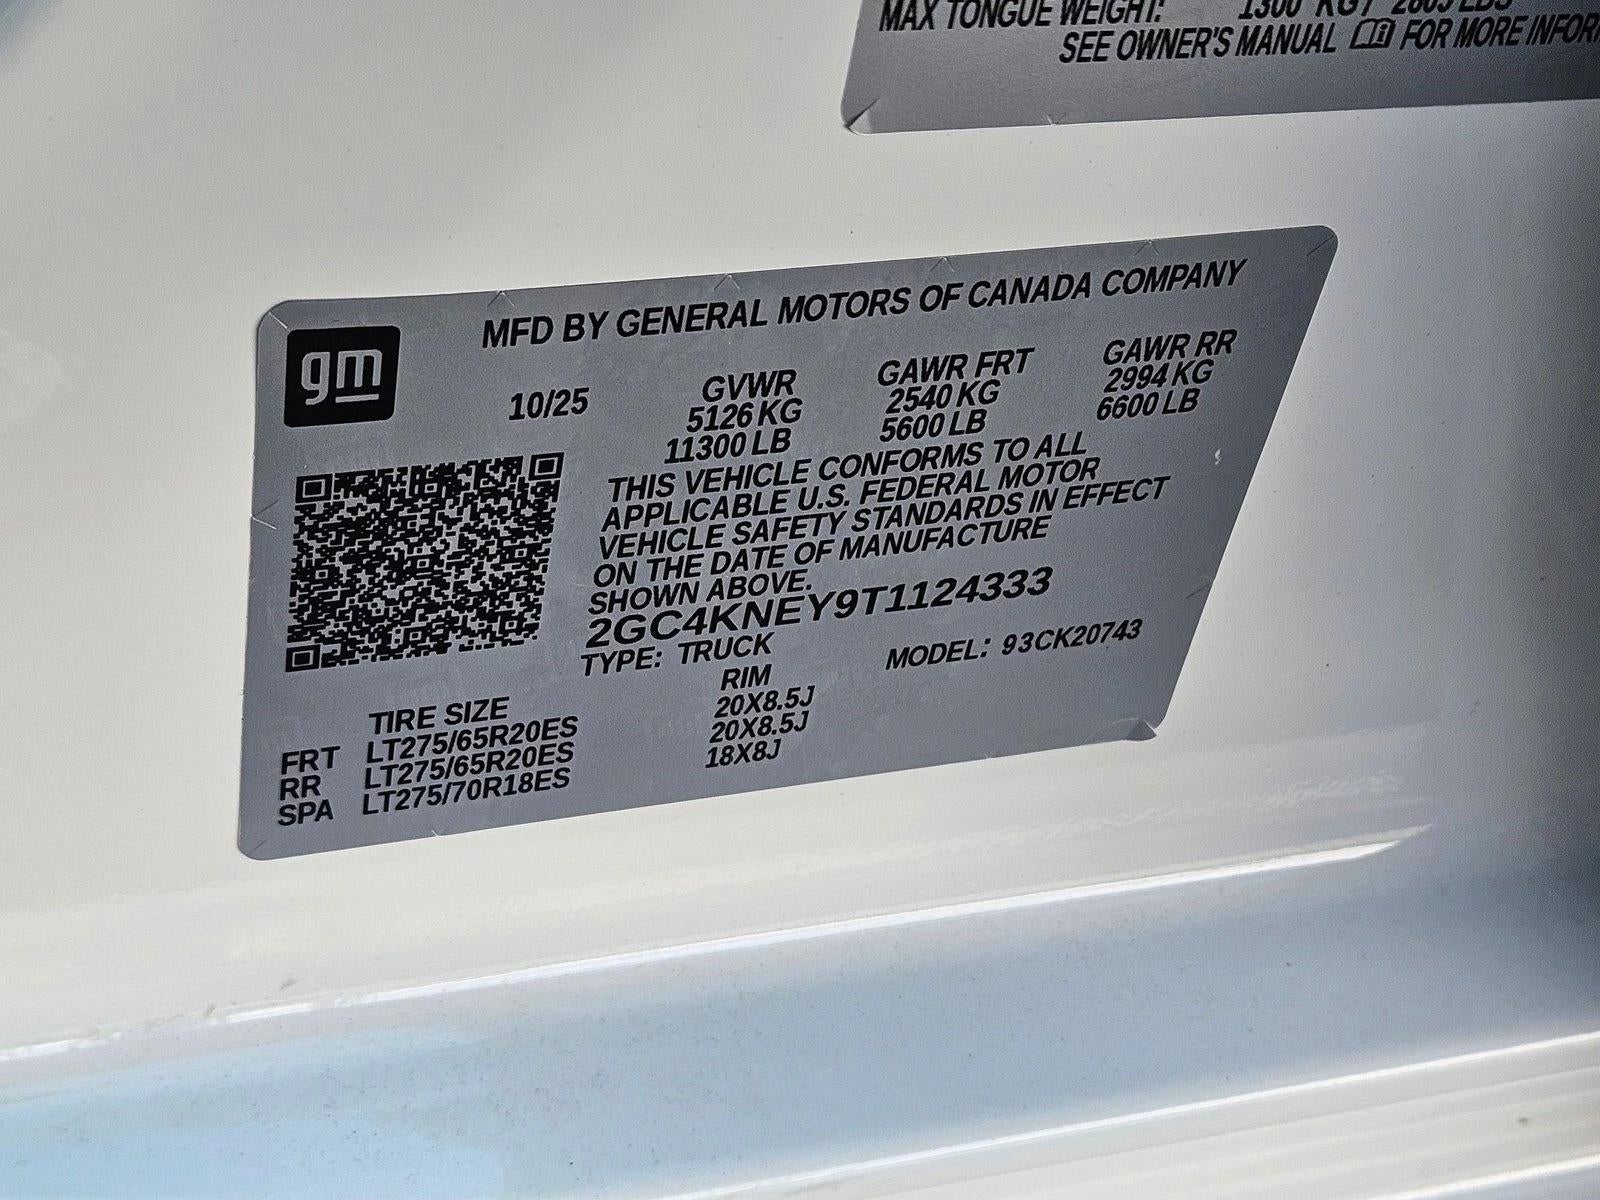 MAX TONGUE WEIGHT: 1300 KG / 2865 LBS
SEE OWNER'S MANUAL FOR MORE
gm
MFD BY GENERAL MOTORS OF CANADA COMPANY
10/25
GVWR
5126 KG
11300 LB
GAWR FRT
2540 KG
5600 LB
GAWR RR
2994 KG
6600 LB
THIS VEHICLE CONFORMS TO ALL
APPLICABLE U.S. FEDERAL MOTOR
VEHICLE SAFETY STANDARDS IN EFFECT
ON THE DATE OF MANUFACTURE
SHOWN ABOVE.
2GC4KNEY9T1124333
TYPE: TRUCK MODEL: 93CK20743
TIRE SIZE RIM
FRT LT275/65R20ES 20X8.5J
RR LT275/65R20ES 20X8.5J
SPA LT275/70R18ES 18X8J